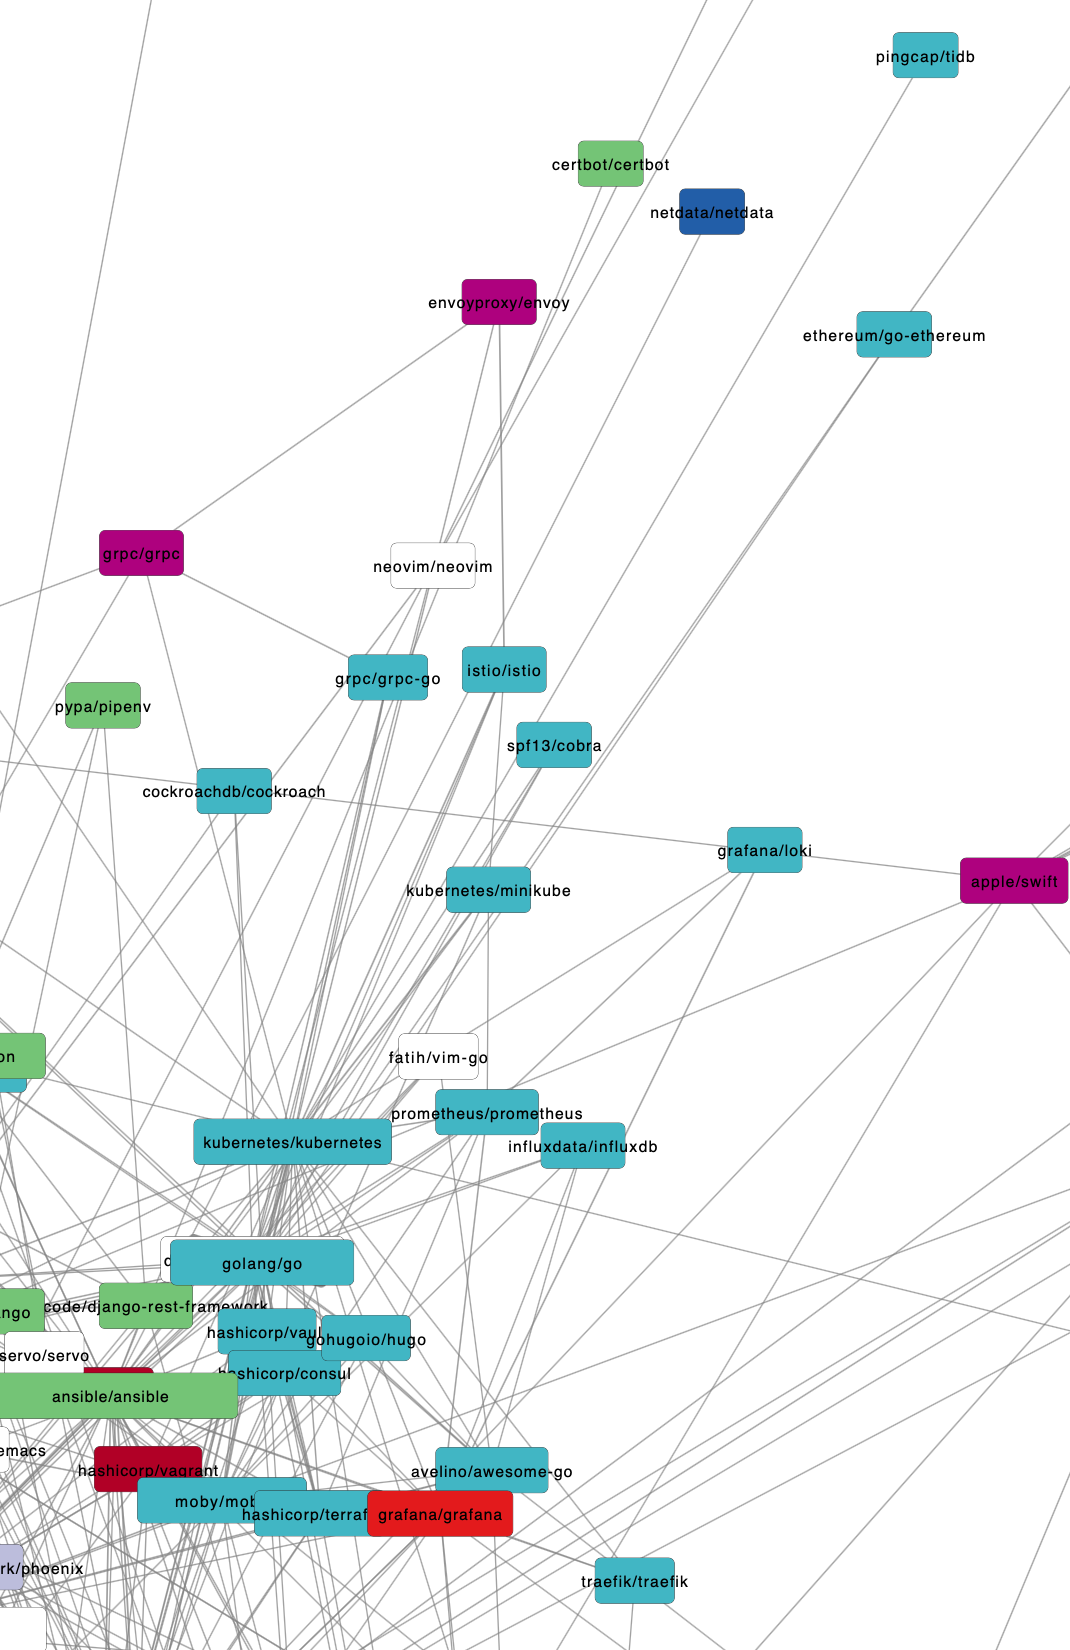 pingcap/tidb
certbot/certbot
netdata/netdata
envoyproxy/envoy
ethereum/go-ethereum
grpc/grpc
neovim/neovim
istio/istio
grpc/grpc-go
pypa/pipenv
spf13/cobra
cockroachdb/cockroach
grafana/loki
apple/swift
kubernetes/minikube
on
fatih/vim-go
prometheus/prometheus
kubernetes/kubernetes
influxdata/influxdb
golang/go
code/django-rest-framework
ngo
hashicorp/vaul
gohugoio/hugo
servo/servo
hashicorp/consul
ansible/ansible
emacs
hashicorp/vagrant
avelino/awesome-go
moby/mob
hashicorp/terraf
grafana/grafana
rk/phoenix
traefik/traefik